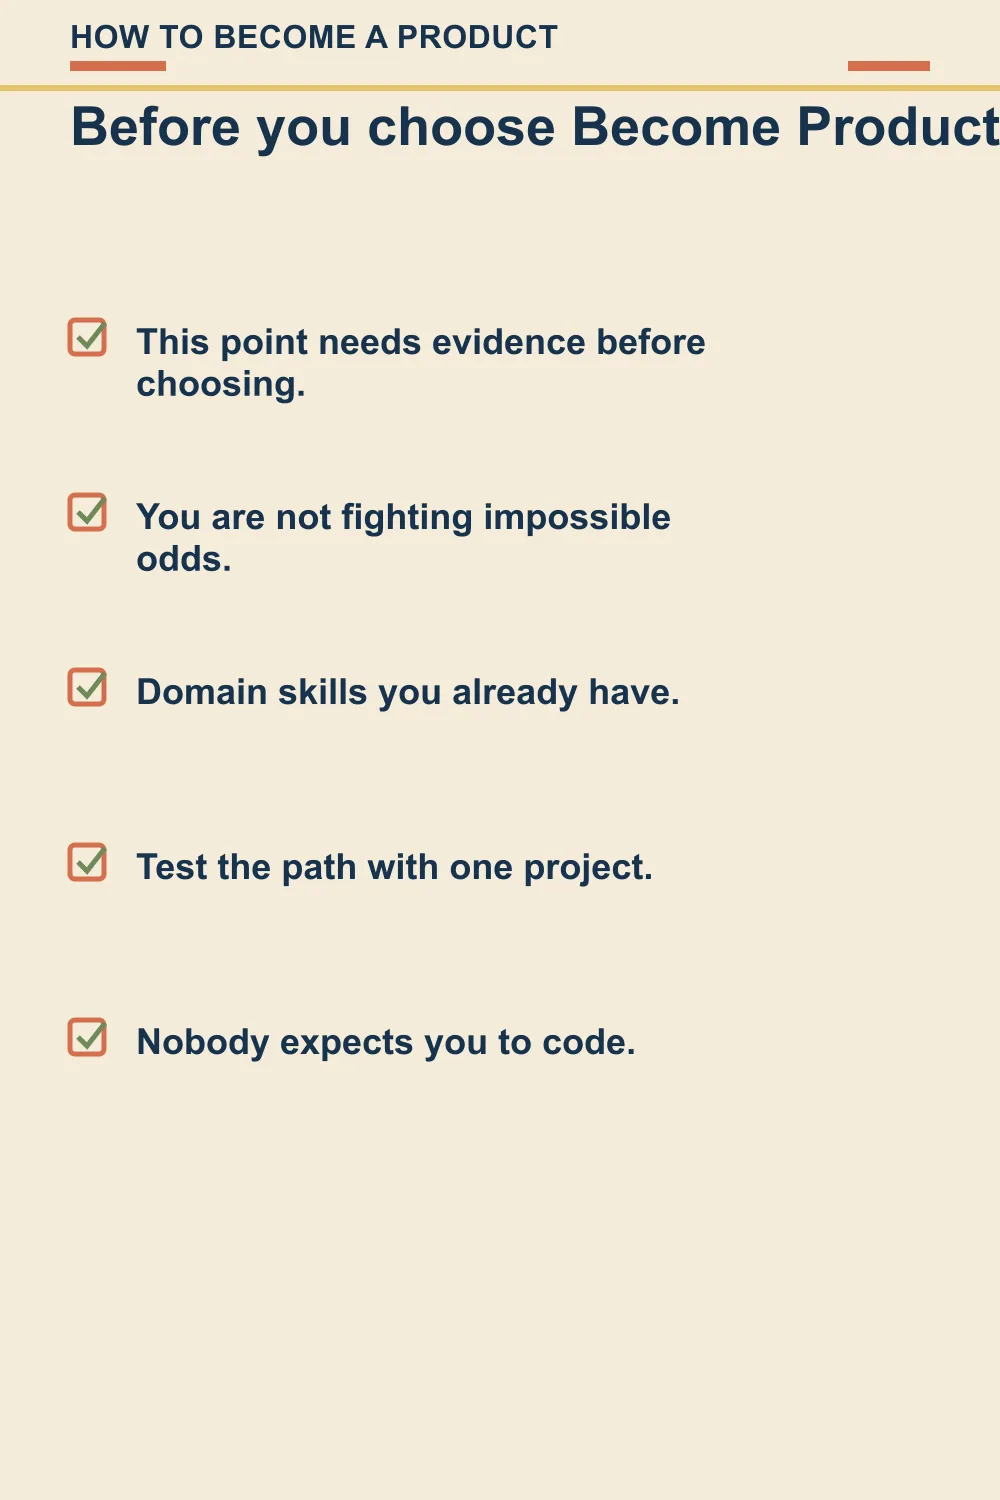 HOW TO BECOME A PRODUCT
Before you choose Become Product
This point needs evidence before
choosing.
You are not fighting impossible
odds.
Domain skills you already have.
Test the path with one project.
Nobody expects you to code.